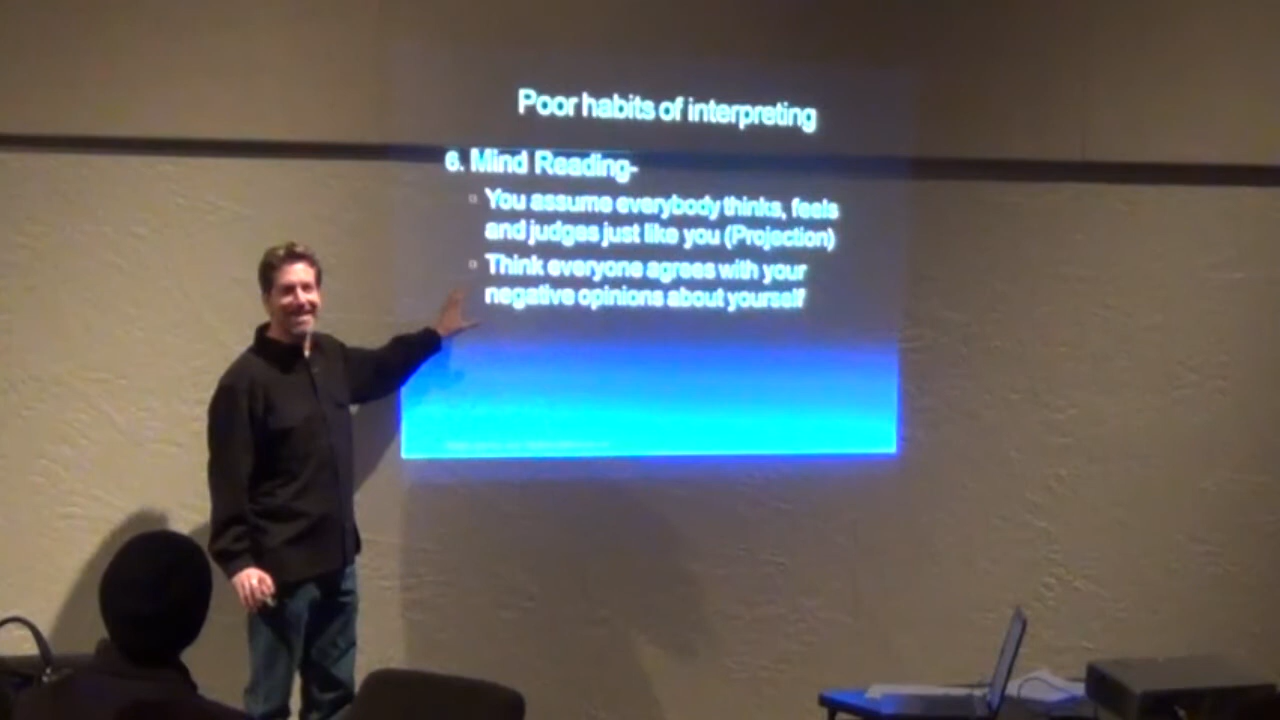 Poor habits of interpreting
6. Mind Reading-
You assume everybody thinks, feels
and judges just like you (Projection)
Think everyone agrees with your
negative opinions about yourself